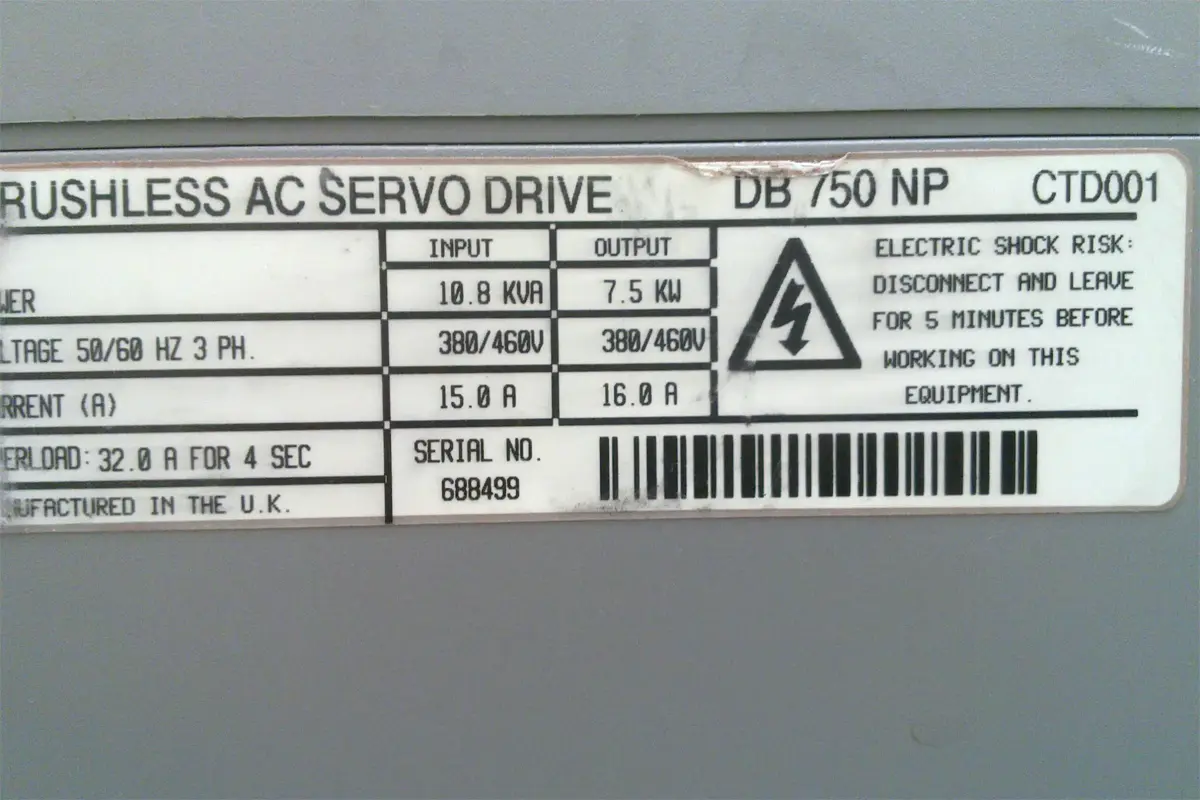 RUSHLESS AC SERVO DRIVE DB 750 NP CTD001
INPUT OUTPUT
WER 10.8 KVA 7.5 KW
LTAGE 50/60 HZ 3 PH. 380/460V 380/460V
RRENT (A) 15.0 A 16.0 A
ERLOAD: 32.0 A FOR 4 SEC
NUFACTURED IN THE U.K.
SERIAL NO.
688499
ELECTRIC SHOCK RISK:
DISCONNECT AND LEAVE
FOR 5 MINUTES BEFORE
WORKING ON THIS
EQUIPMENT.